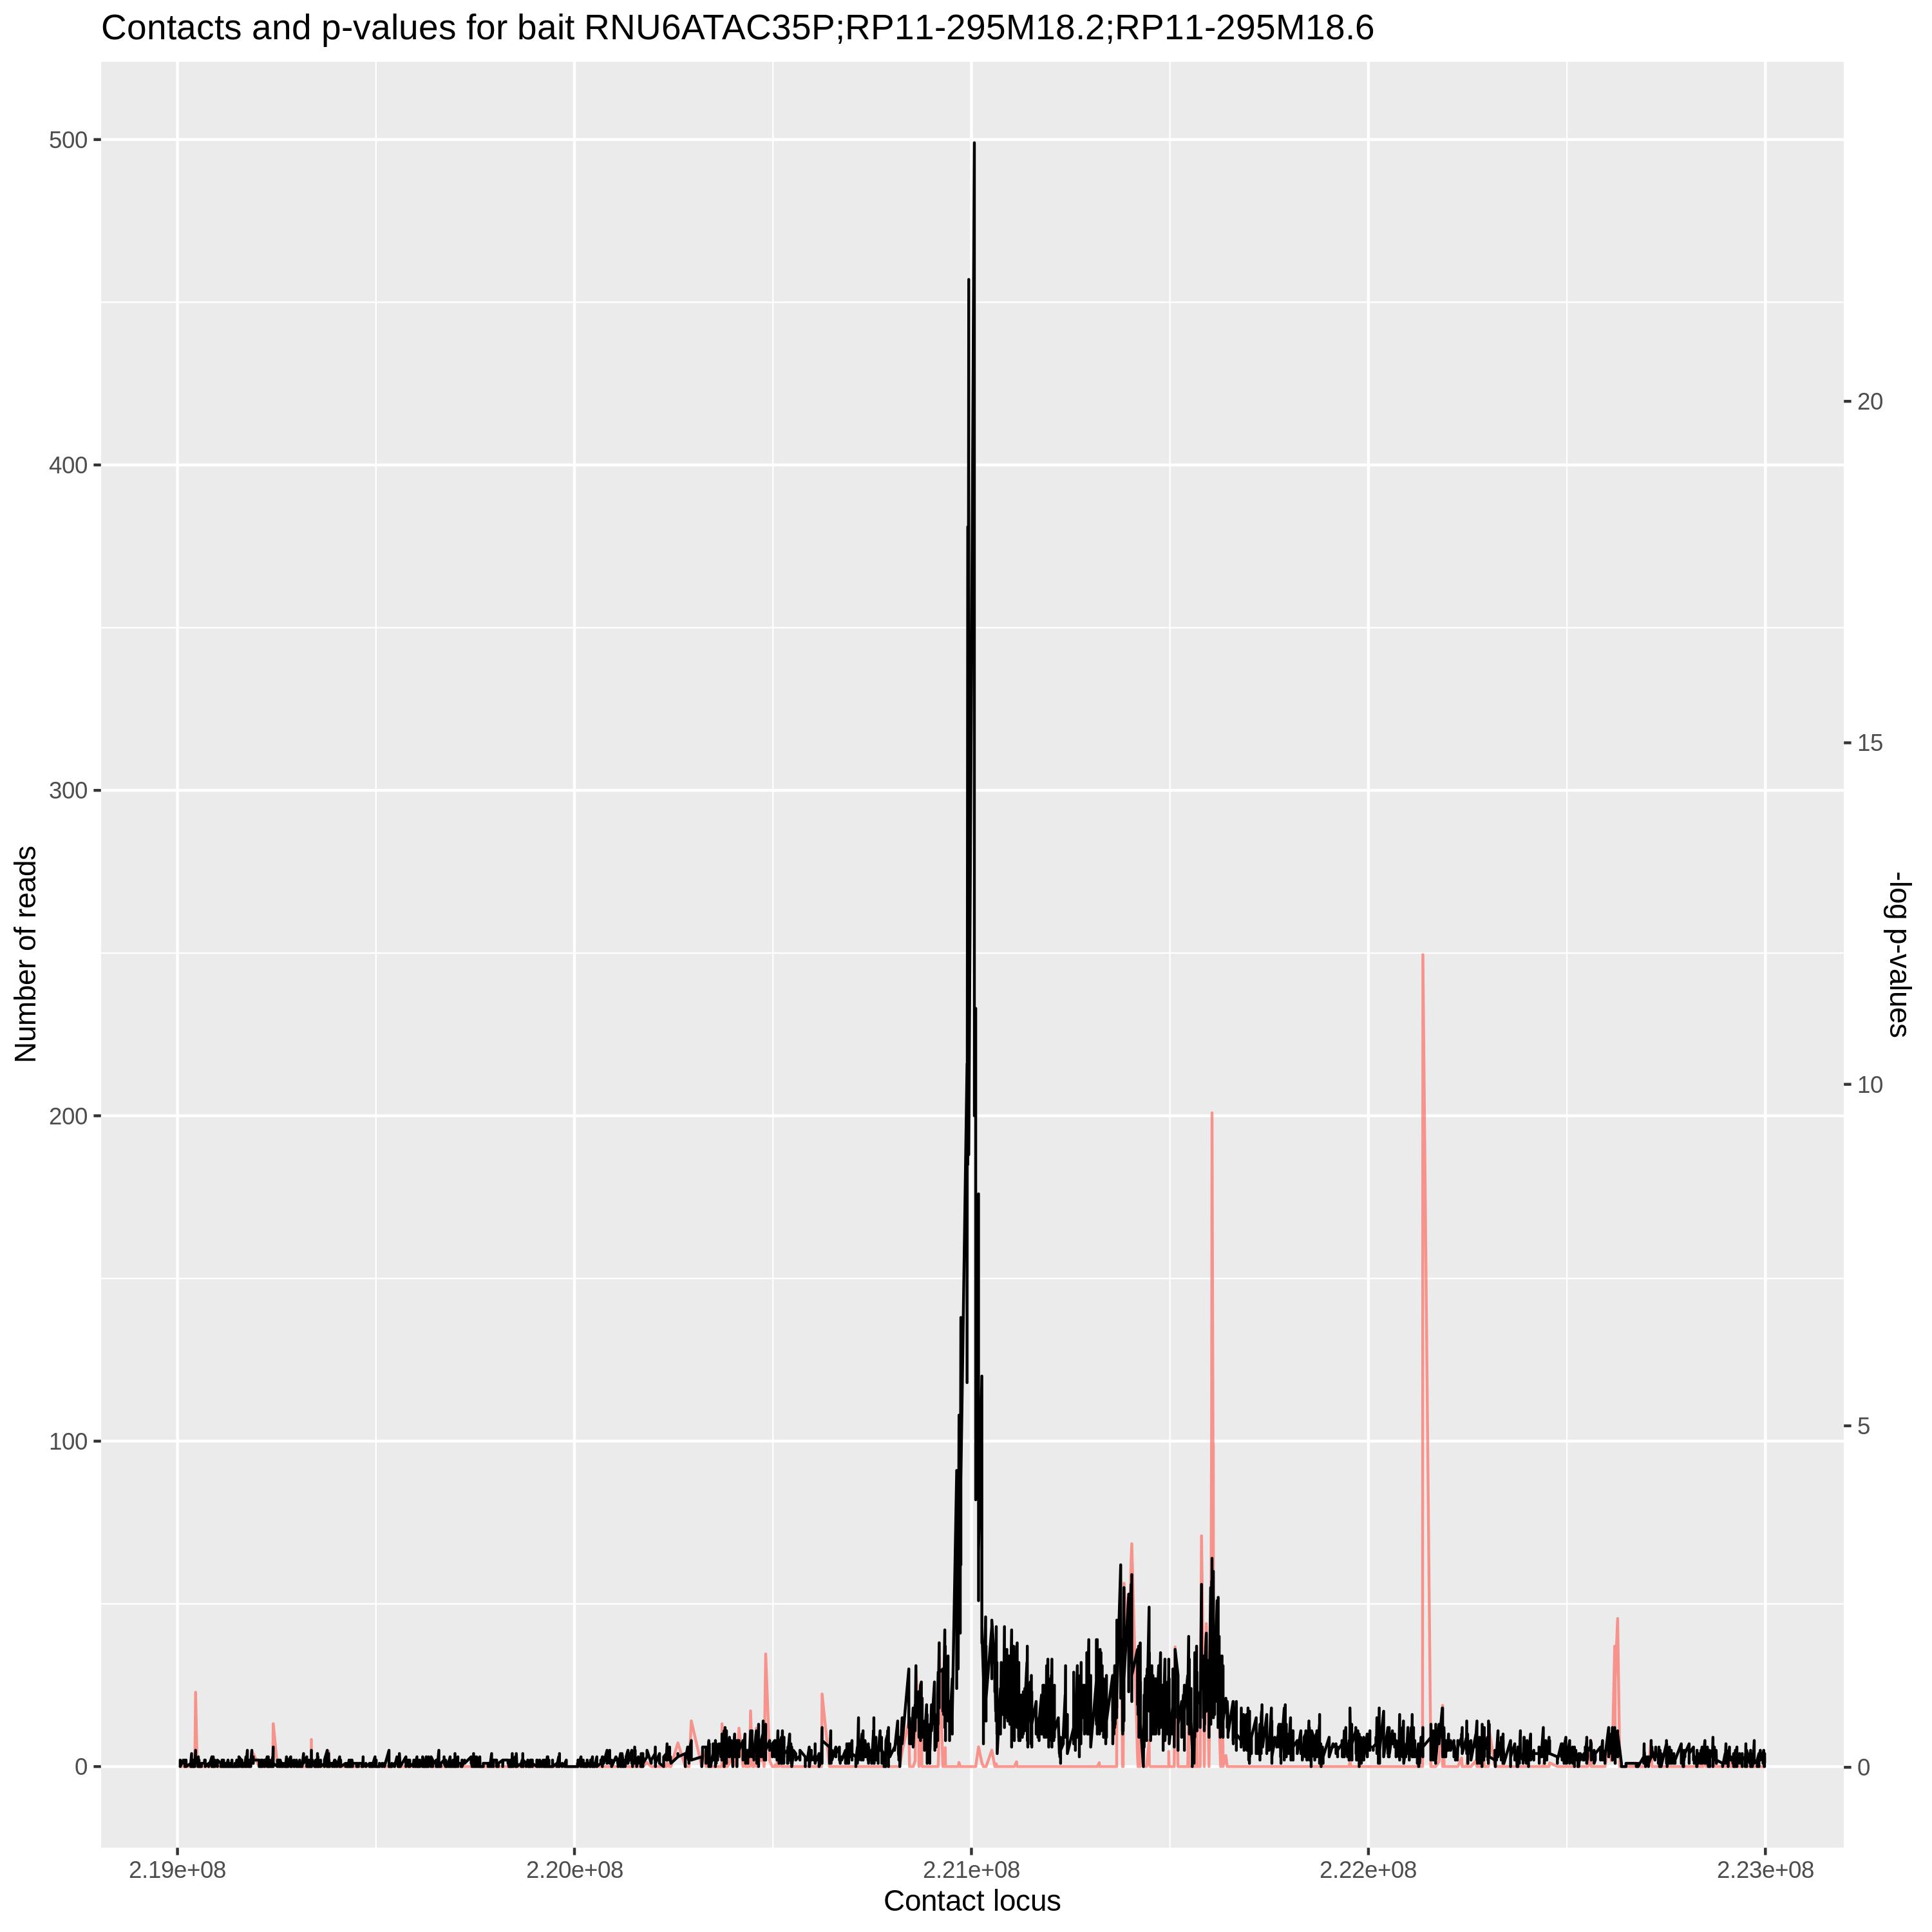 Contacts and p-values for bait RNU6ATAC35P;RP11-295M18.2;RP11-295M18.6
500
400
300
200
100
0
Number of reads
20
15
10
5
0
-log p-values
2.19e+08
2.20e+08
2.21e+08
2.22e+08
2.23e+08
Contact locus